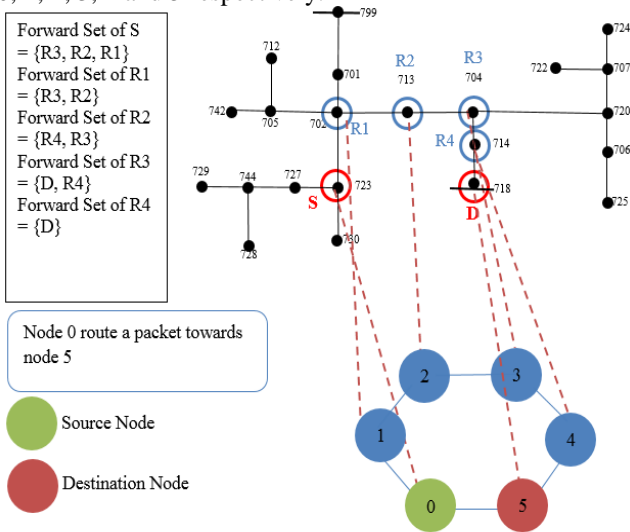 Forward Set of S
= {R3, R2, R1}
Forward Set of R1
= {R3, R2}
Forward Set of R2
= {R4, R3}
Forward Set of R3
= {D, R4}
Forward Set of R4
= {D}
799
724
712
701
R2
R3
722
707
713
704
742
705
702
R1
720
R4
714
706
729
744
727
723
718
S
D
725
730
728
Node 0 route a packet towards
node 5
2
3
Source Node
1
4
Destination Node
0
5